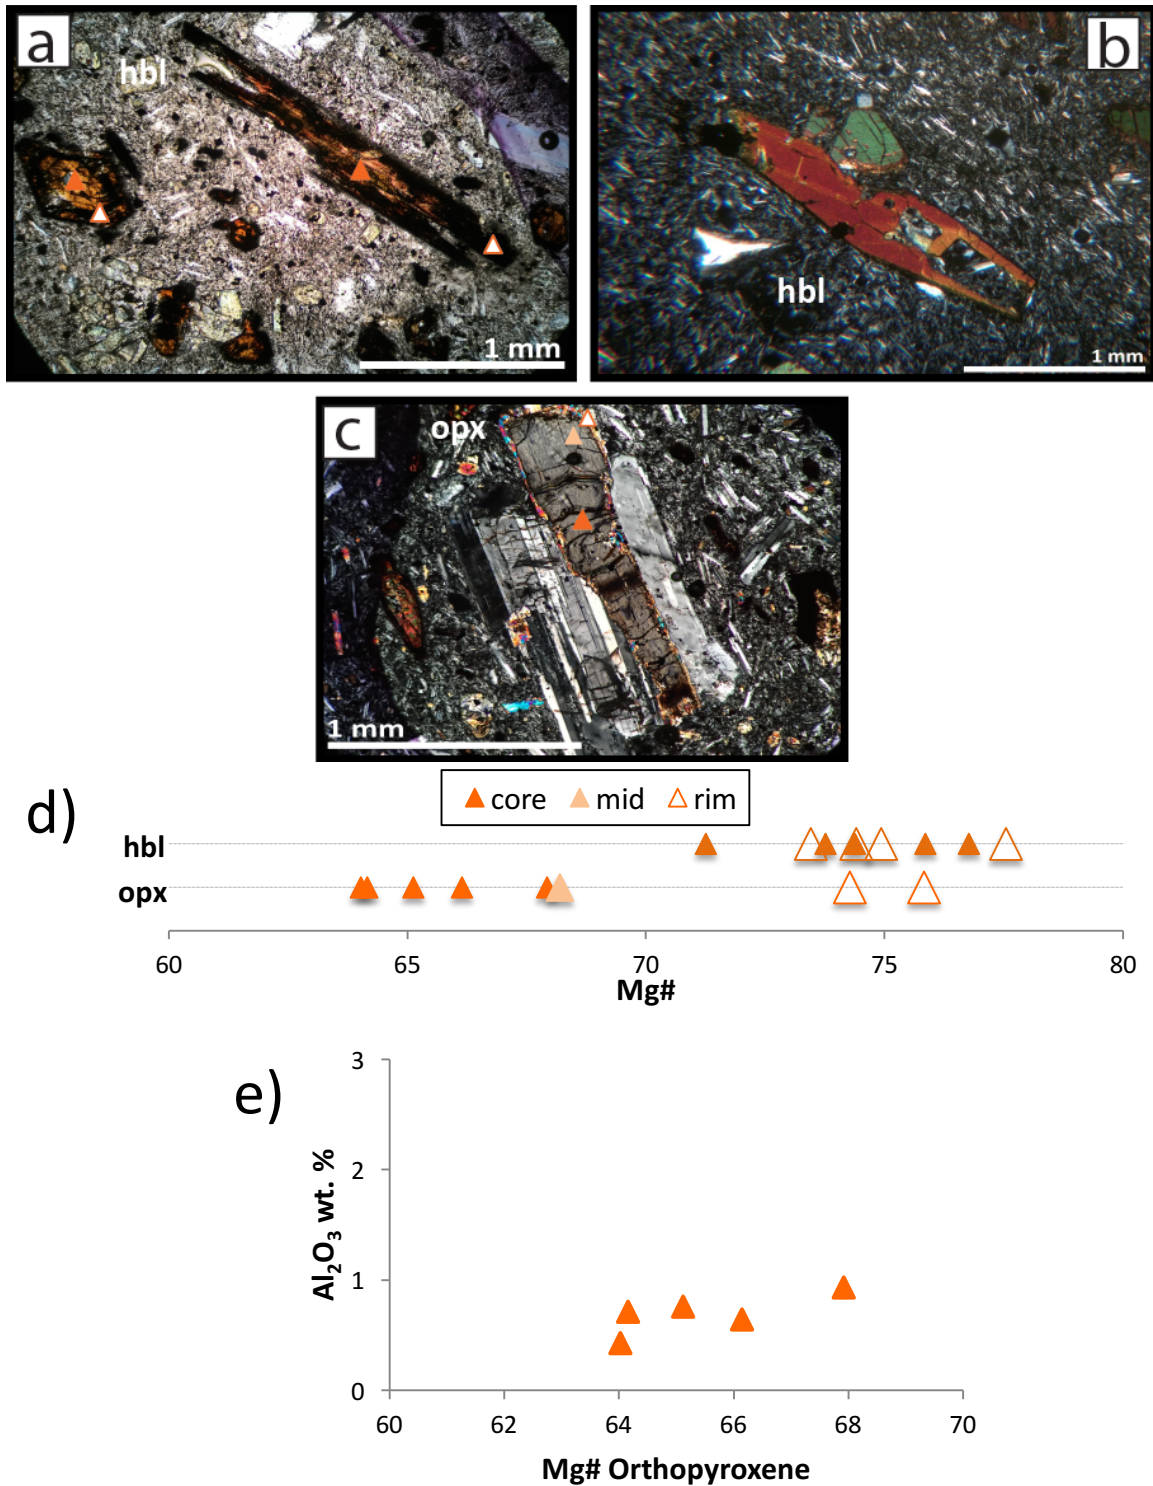 a
hbl
1 mm
b
hbl
1 mm
c
opx
1 mm
d)
core mid rim
hbl
opx
60 65 70 75 80
Mg#
e)
3
2
1
0
Al₂O₃ wt. %
60 62 64 66 68 70
Mg# Orthopyroxene